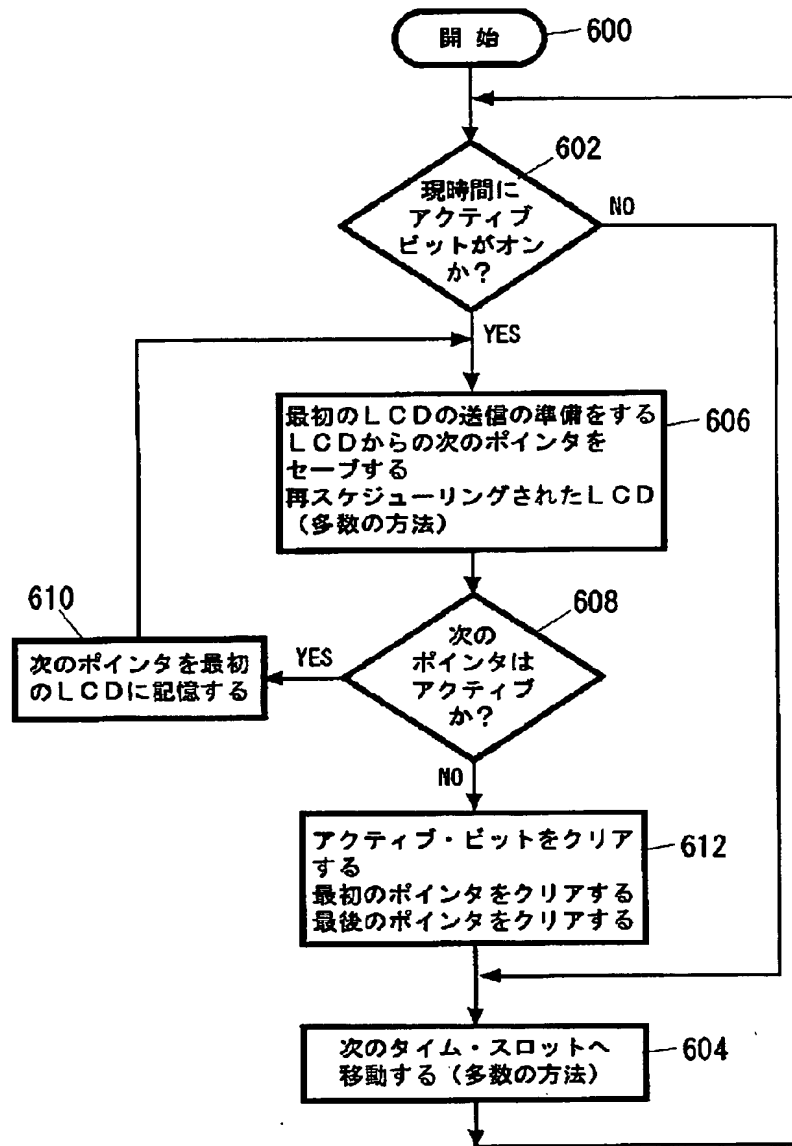 開始
600
602
現時間に
アクティブ
ビットがオン
か？
NO
YES
最初のＬＣＤの送信の準備をする
ＬＣＤからの次のポインタを
セーブする
再スケジューリングされたＬＣＤ
（多数の方法）
606
608
次の
ポインタは
アクティブ
か？
YES
610
次のポインタを最初
のＬＣＤに記憶する
NO
アクティブ・ビットをクリア
する
最初のポインタをクリアする
最後のポインタをクリアする
612
次のタイム・スロットへ
移動する（多数の方法）
604